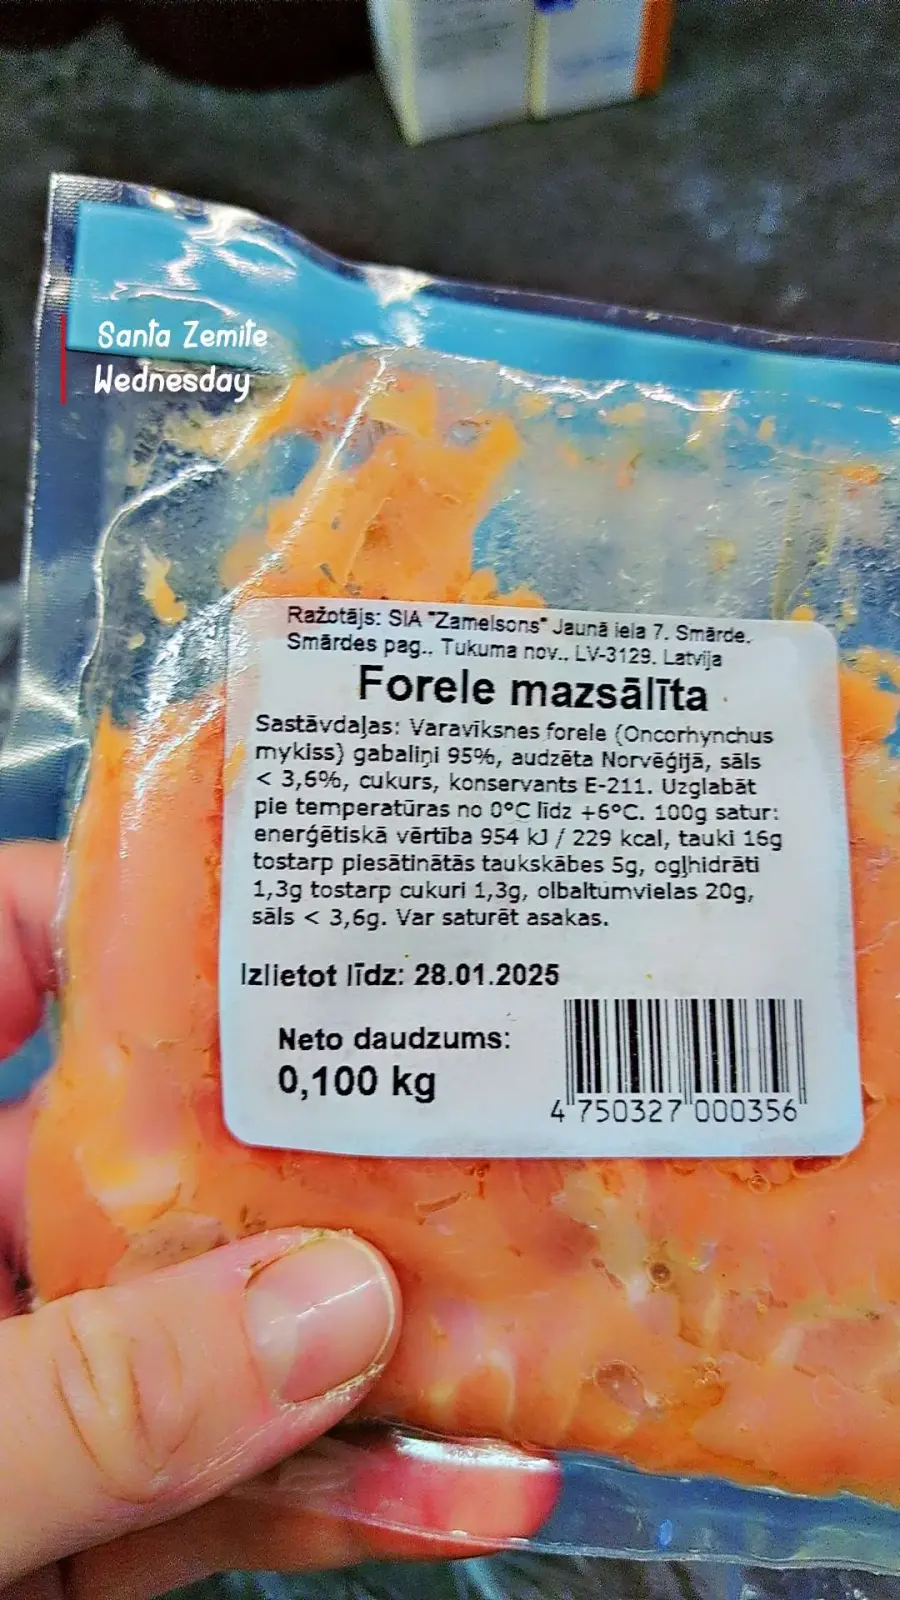 Santa Zemite
Wednesday
Ražotājs: SIA "Zamelsons" Jaunā iela 7. Smārde.
Smārdes pag.. Tukuma nov.. LV-3129. Latvija
Forele mazsālīta
Sastāvdaļas: Varavīksnes forele (Oncorhynchus
mykiss) gabaliņi 95%, audzēta Norvēģijā, sāls
< 3,6%, cukurs, konservants E-211. Uzglabāt
pie temperatūras no 0°C līdz +6°C. 100g satur:
enerģētiskā vērtība 954 kJ / 229 kcal, tauki 16g
tostarp piesātinātās taukskābes 5g, ogļhidrāti
1,3g tostarp cukuri 1,3g, olbaltumvielas 20g,
sāls < 3,6g. Var saturēt asakas.
Izlietot līdz: 28.01.2025
Neto daudzums:
0,100 kg
4 750327 000356